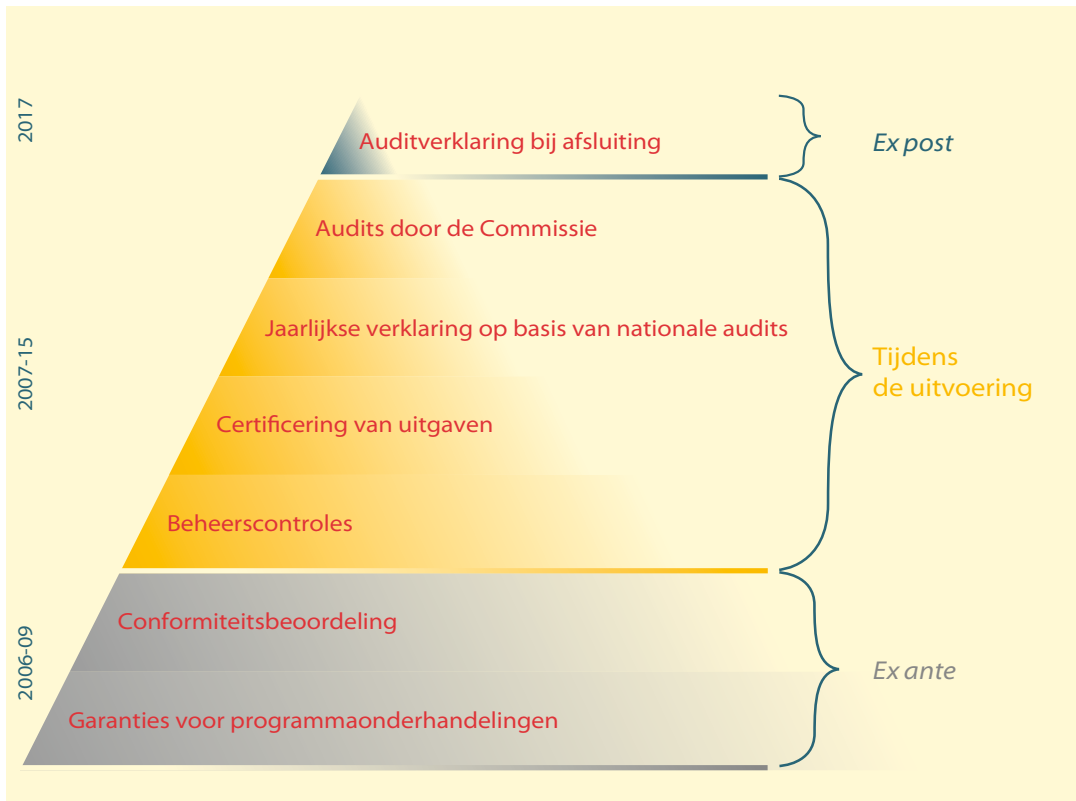 2017
Auditverklaring bij afsluiting
Ex post
Audits door de Commissie
Jaarlijkse verklaring op basis van nationale audits
2007-15
Tijdens
de uitvoering
Certificering van uitgaven
Beheerscontroles
Conformiteitsbeoordeling
2006-09
Ex ante
Garanties voor programmaonderhandelingen